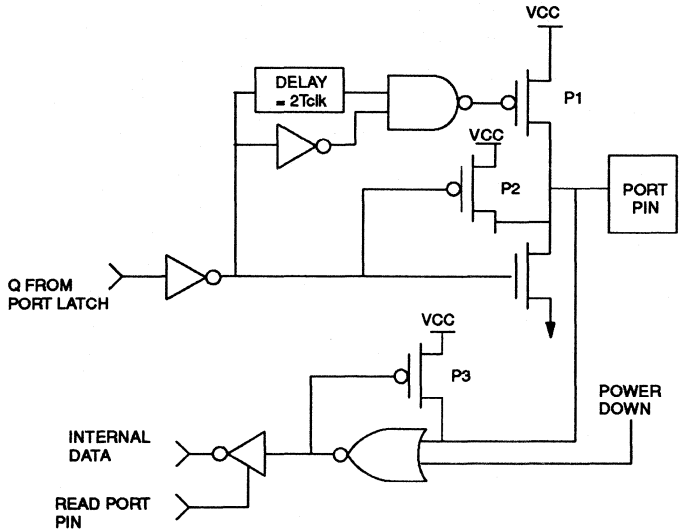 VCC
DELAY
= 2Tclk
P1
VCC
P2
PORT
PIN
Q FROM
PORT LATCH
VCC
P3
POWER
DOWN
INTERNAL
DATA
READ PORT
PIN